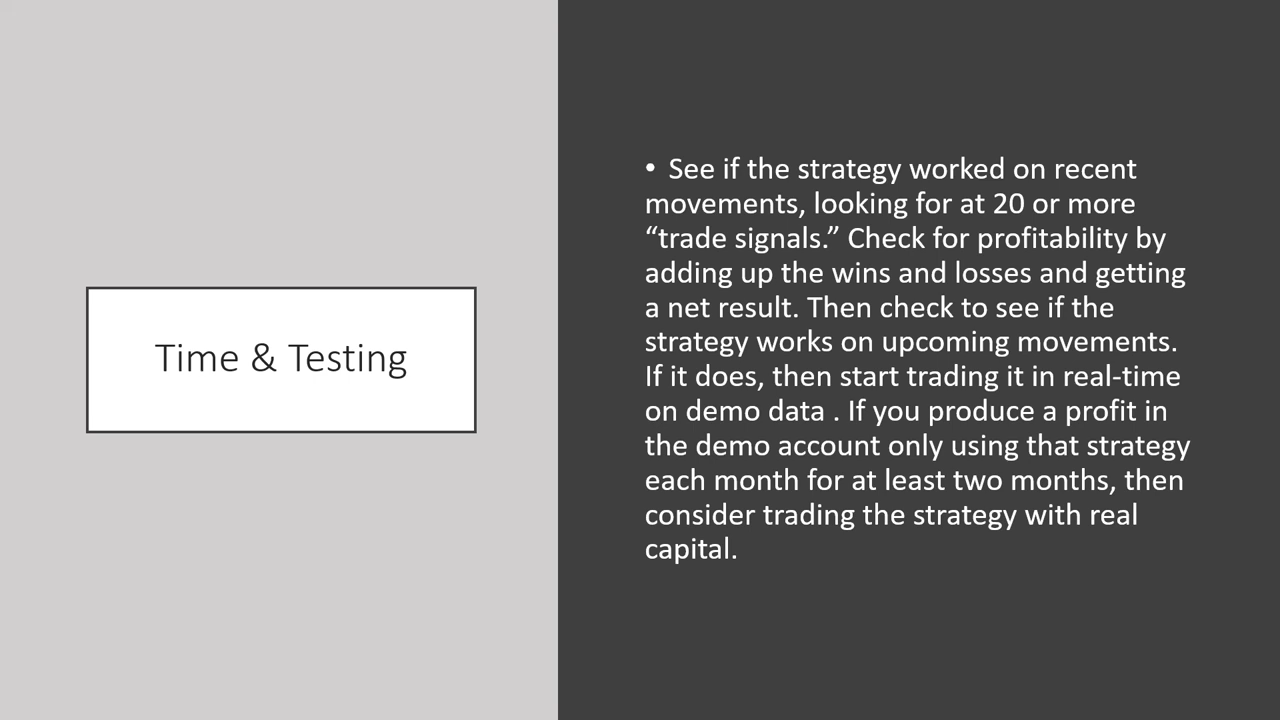 Time & Testing
• See if the strategy worked on recent
movements, looking for at 20 or more
“trade signals.” Check for profitability by
adding up the wins and losses and getting
a net result. Then check to see if the
strategy works on upcoming movements.
If it does, then start trading it in real-time
on demo data . If you produce a profit in
the demo account only using that strategy
each month for at least two months, then
consider trading the strategy with real
capital.